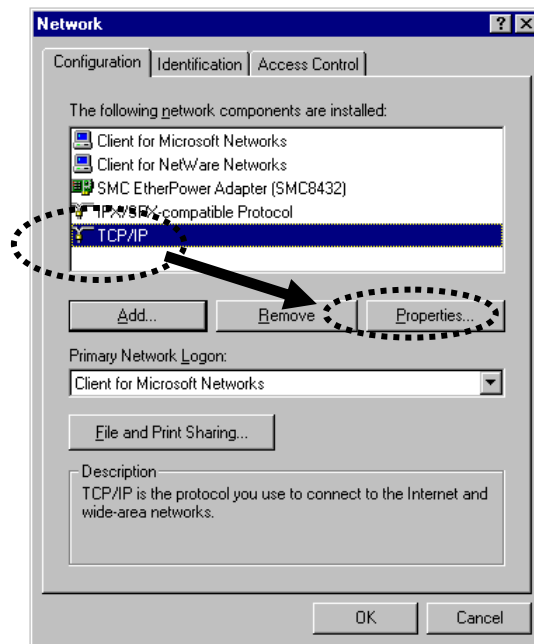 Network
Configuration Identification Access Control
The following network components are installed:
Client for Microsoft Networks
Client for NetWare Networks
SMC EtherPower Adapter (SMC8432)
IPX/SPX-compatible Protocol
TCP/IP
Add... Remove Properties...
Primary Network Logon:
Client for Microsoft Networks
File and Print Sharing...
Description
TCP/IP is the protocol you use to connect to the Internet and
wide-area networks.
OK Cancel